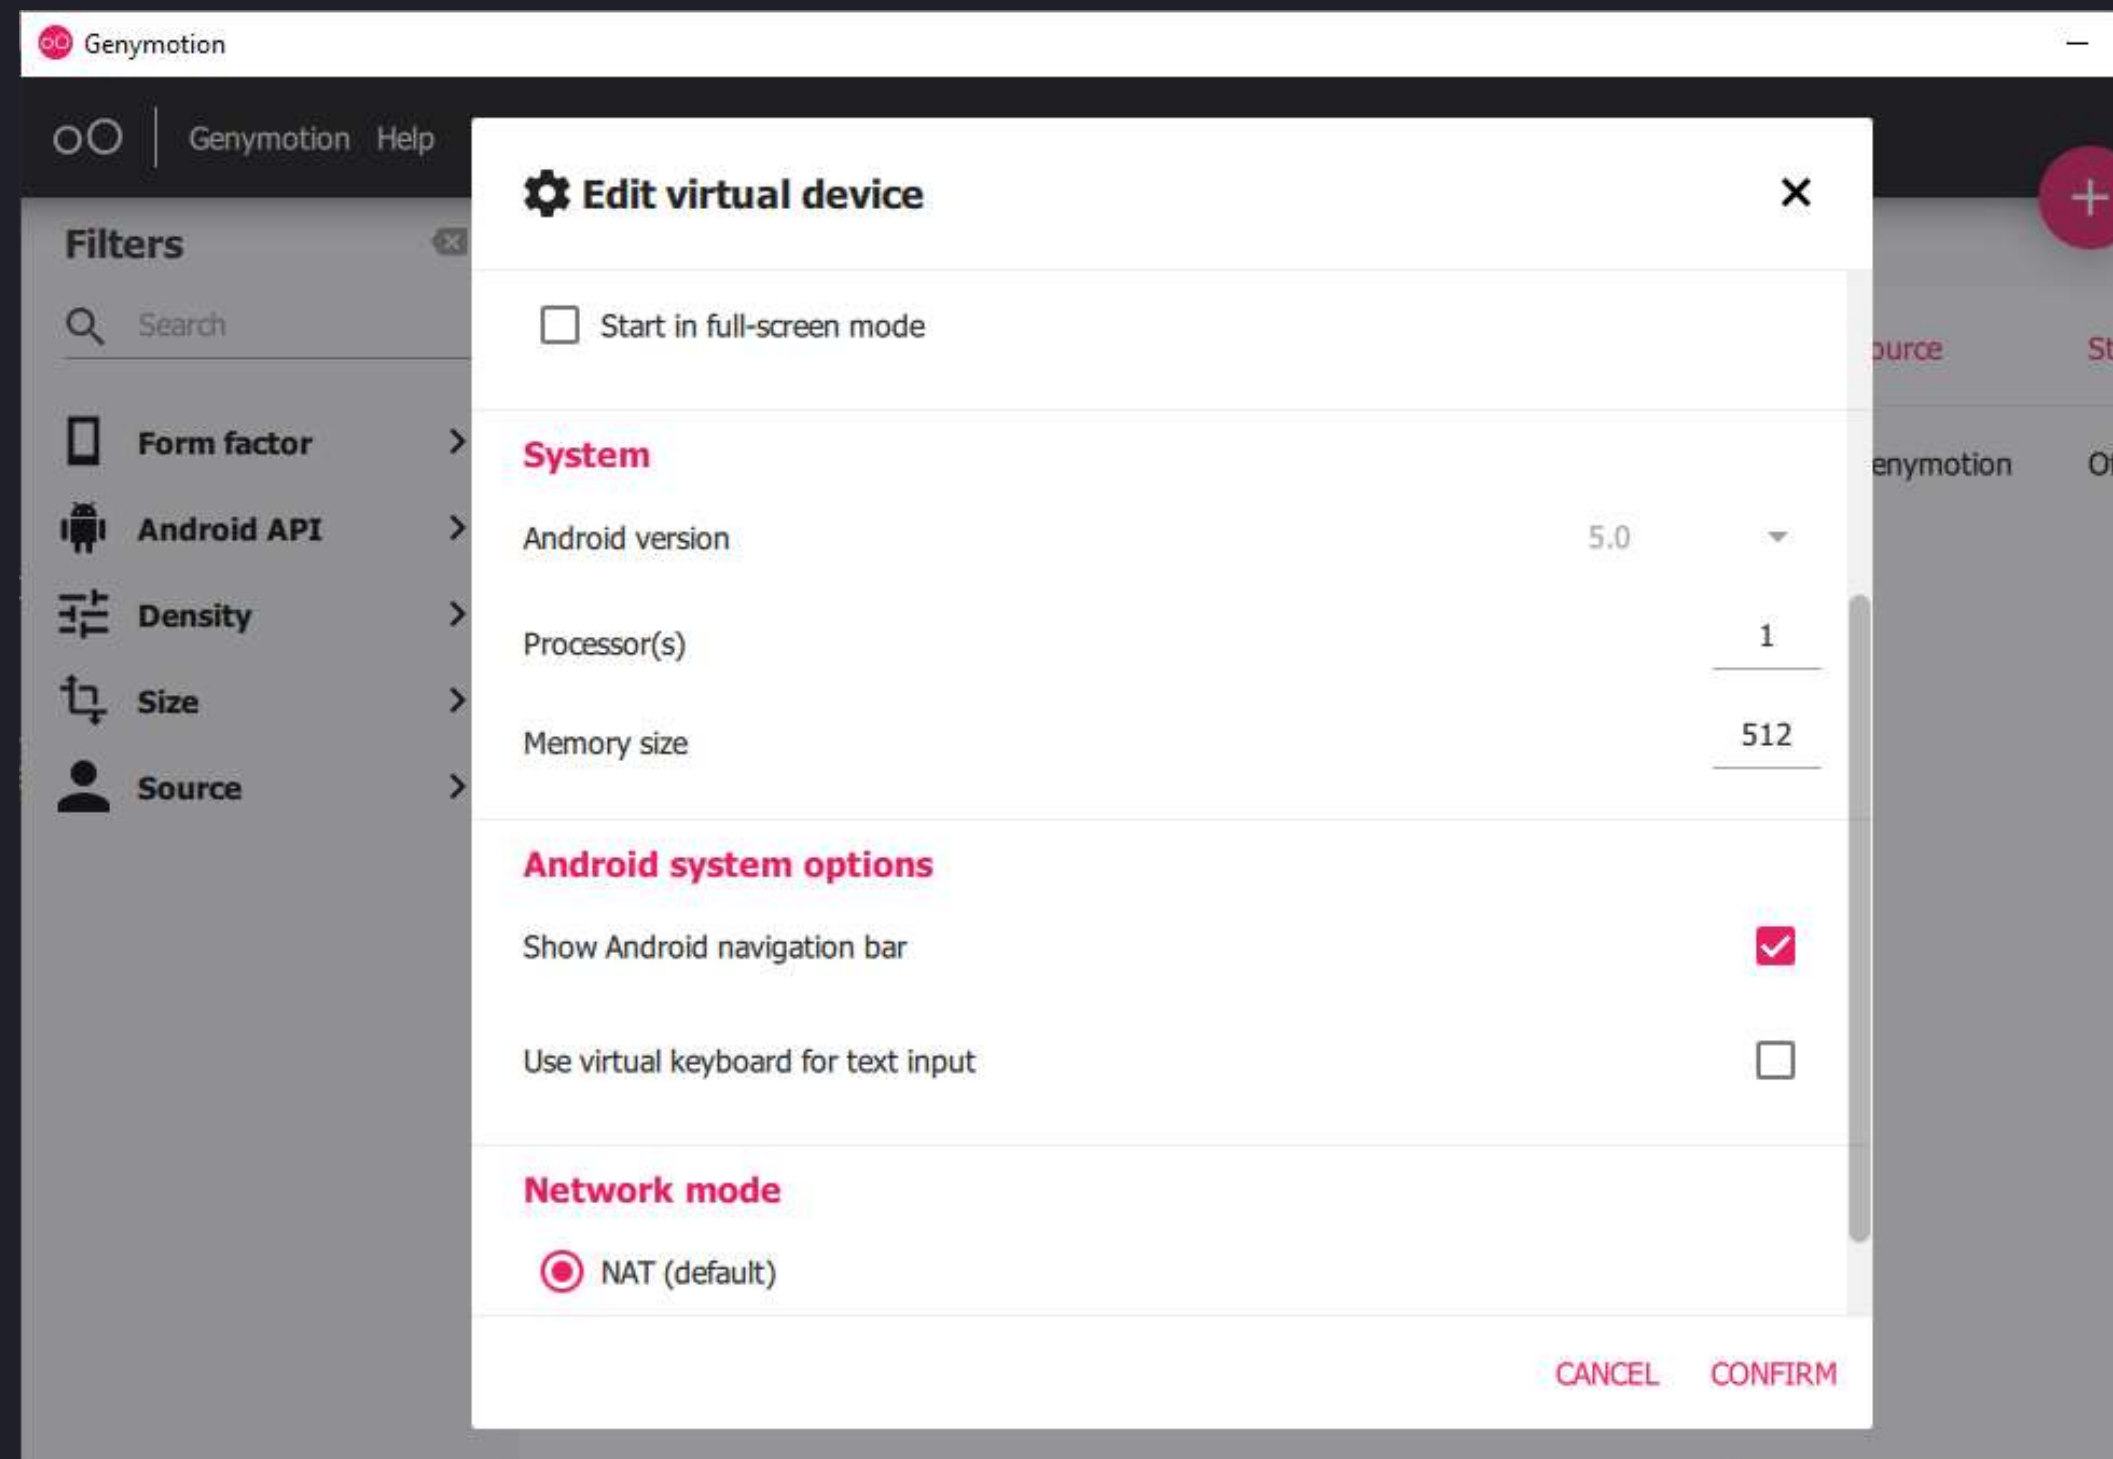 Genymotion
Genymotion Help
Edit virtual device
Filters
Search
Start in full-screen mode
Form factor
Android API
Density
Size
Source
System
Android version 5.0
Processor(s) 1
Memory size 512
Android system options
Show Android navigation bar
Use virtual keyboard for text input
Network mode
NAT (default)
CANCEL CONFIRM
ource St
enymotion